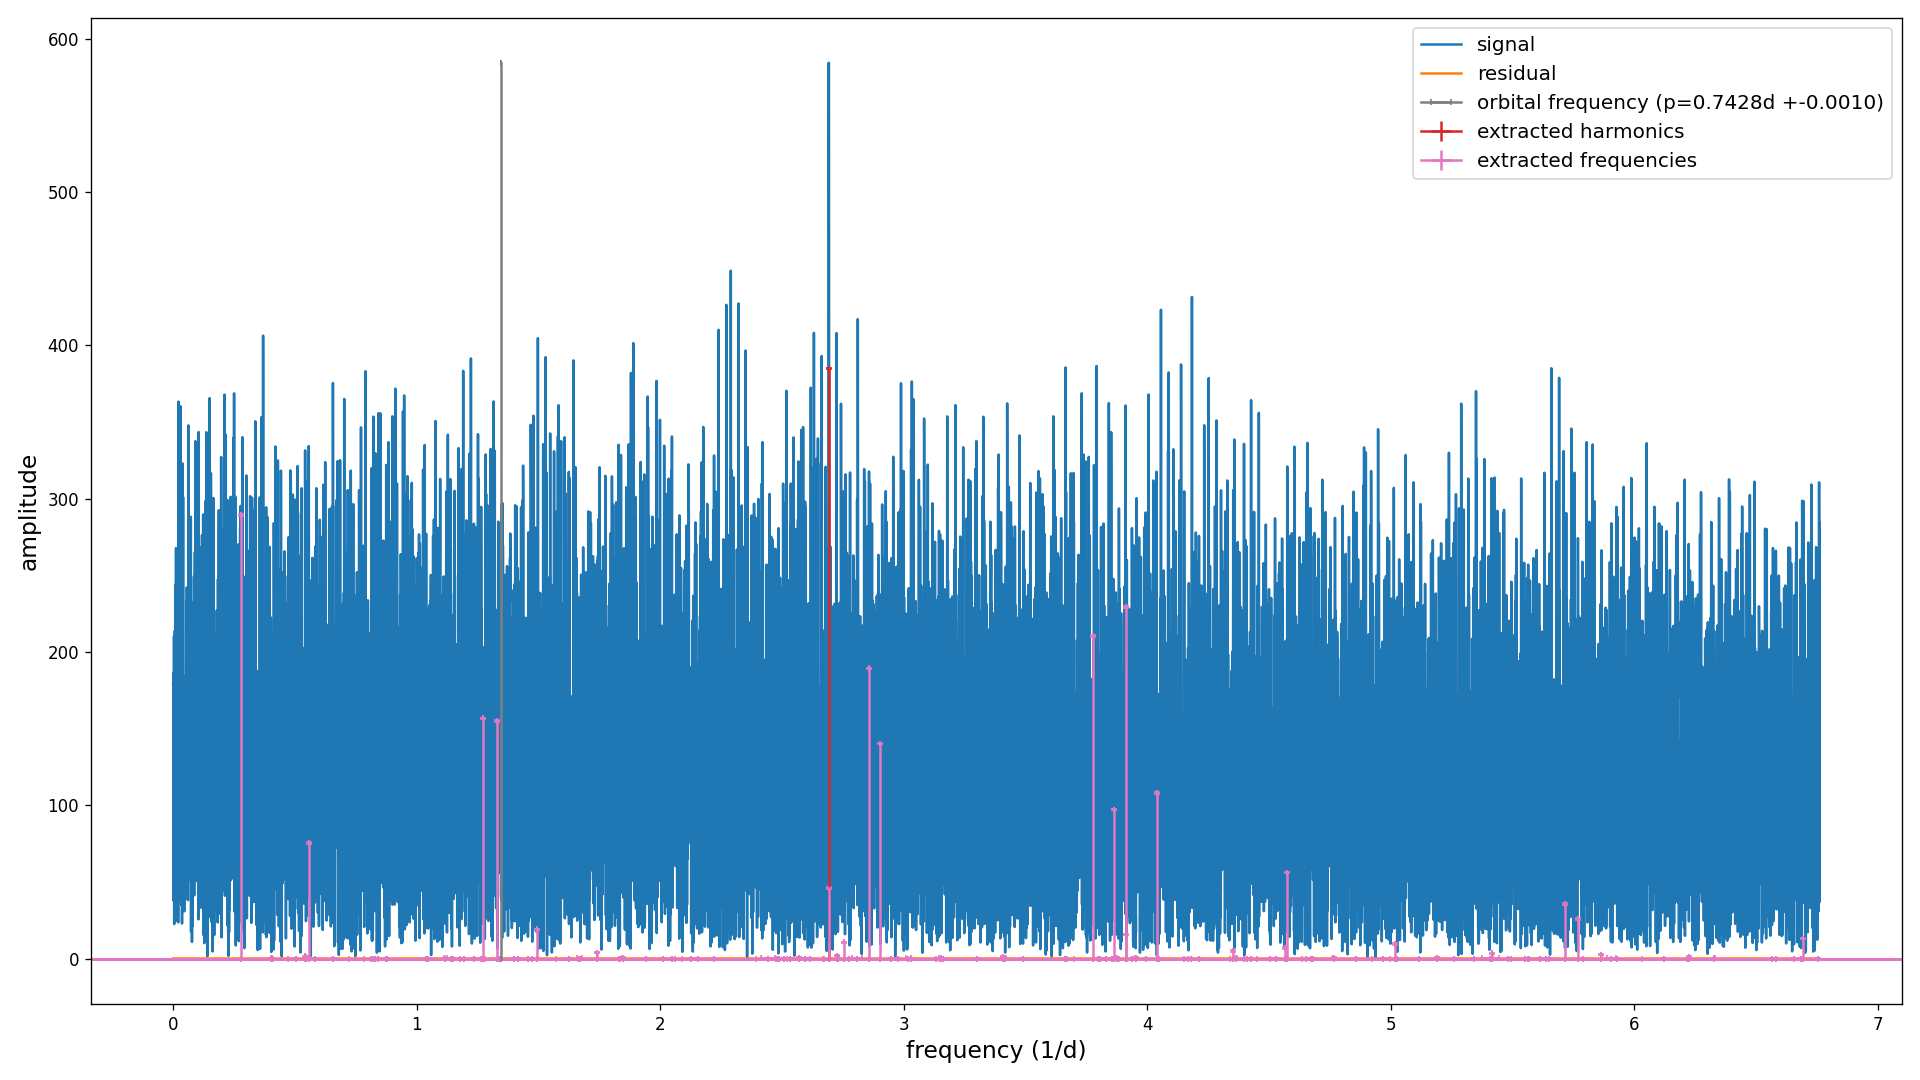 signal
residual
orbital frequency (p=0.7428d +-0.0010)
extracted harmonics
extracted frequencies
600
500
400
300
200
100
0
amplitude
0 1 2 3 4 5 6 7
frequency (1/d)